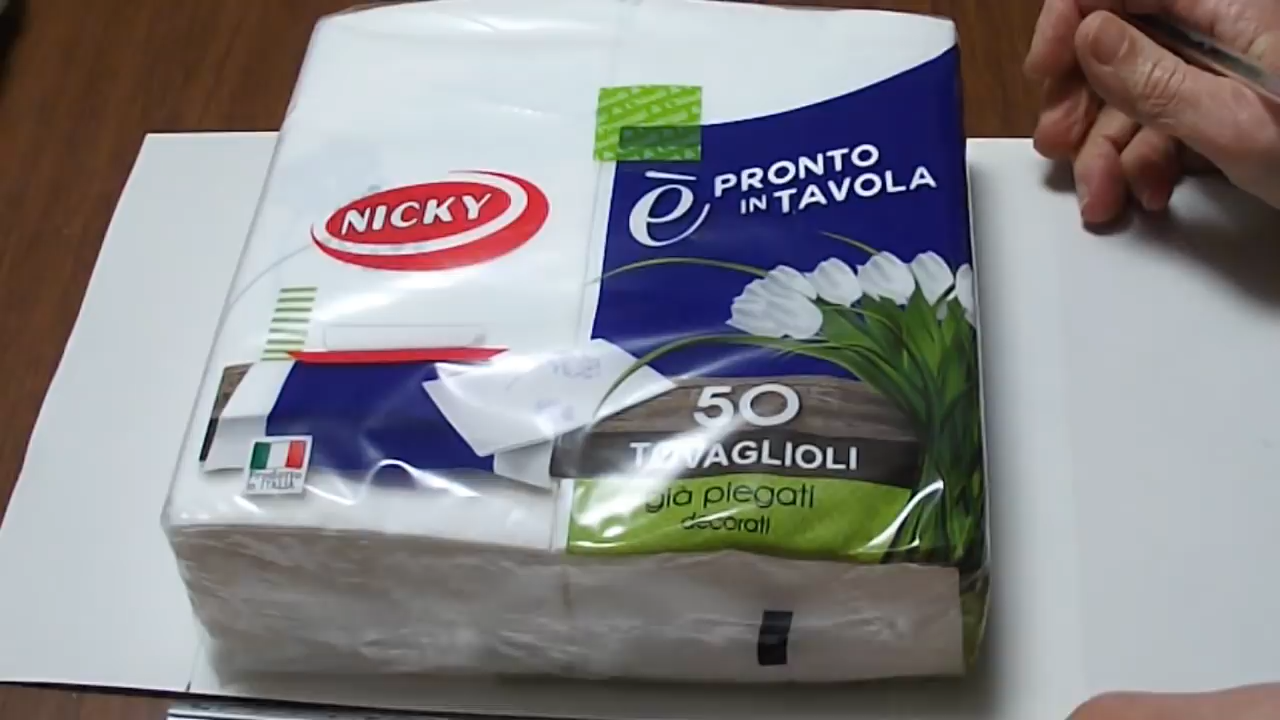 NICKY
è PRONTO
IN TAVOLA
50
TOVAGLIOLI
già piegati
decorati